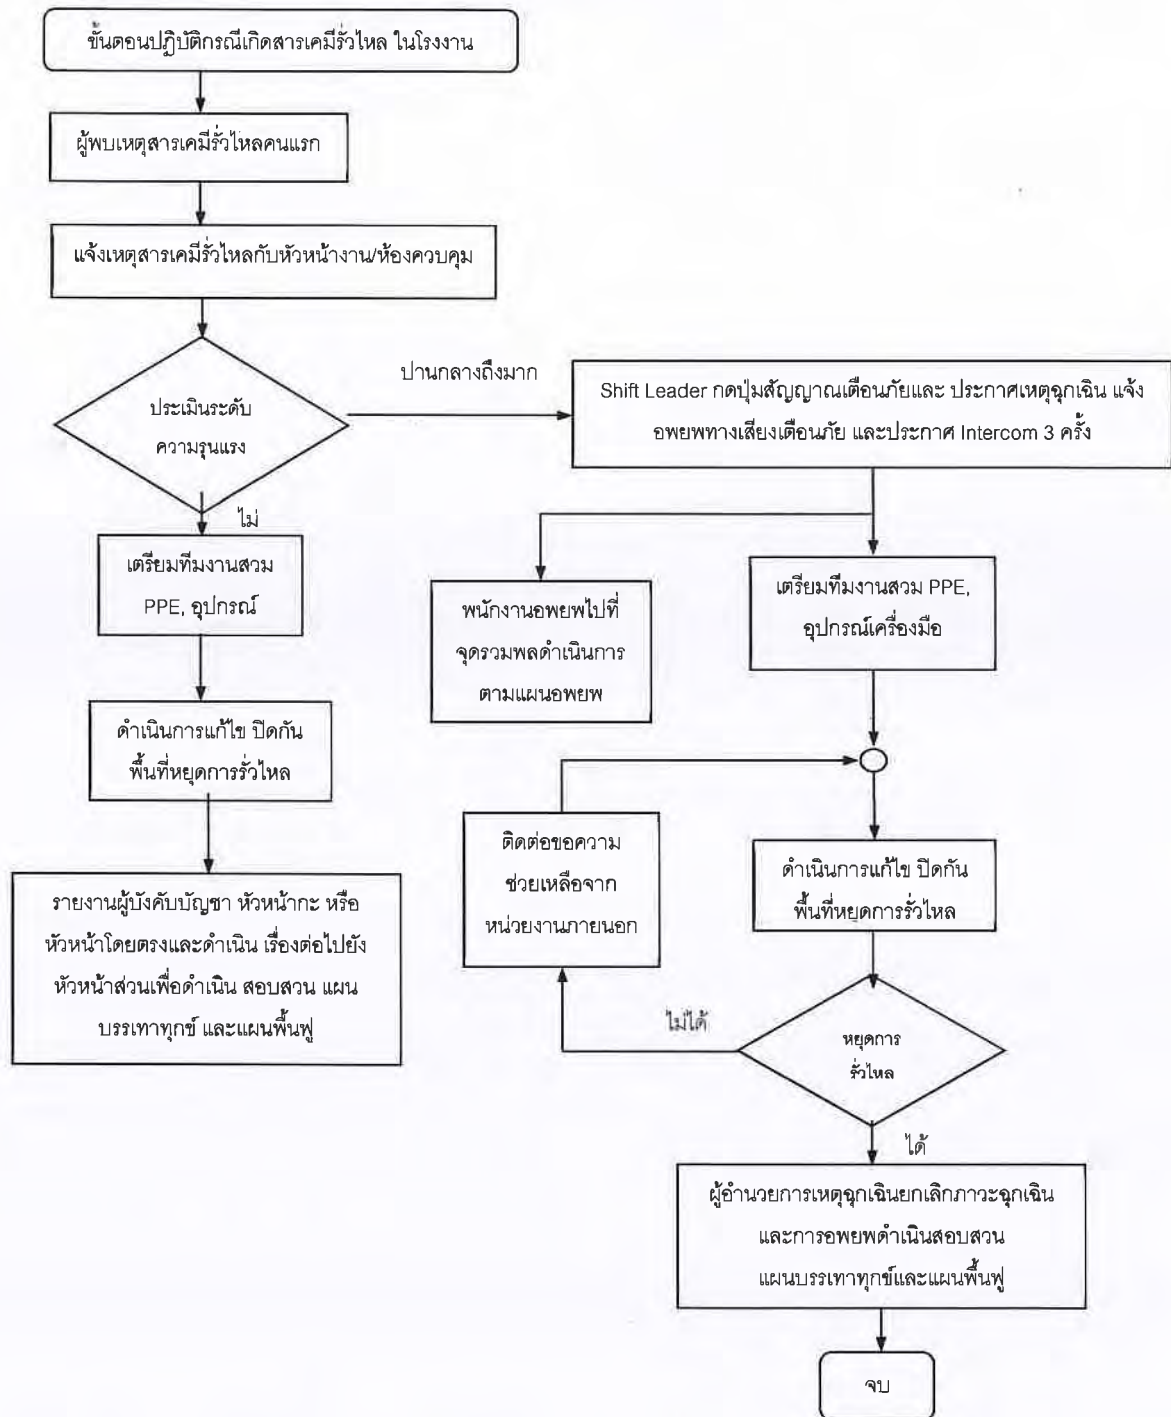 ขั้นตอนปฏิบัติกรณีเกิดสารเคมีรั่วไหล ในโรงงาน
ผู้พบเหตุสารเคมีรั่วไหลคนแรก
แจ้งเหตุสารเคมีรั่วไหลกับหัวหน้างาน/ห้องควบคุม
ประเมินระดับ
ความรุนแรง
ปานกลางถึงมาก
Shift Leader กดปุ่มสัญญาณเตือนภัยและ ประกาศเหตุฉุกเฉิน แจ้ง
อพยพทางเสียงเตือนภัย และประกาศ Intercom 3 ครั้ง
ไม่
เตรียมทีมงานสวม
PPE, อุปกรณ์
ดำเนินการแก้ไข ปิดกั้น
พื้นที่หยุดการรั่วไหล
รายงานผู้บังคับบัญชา หัวหน้ากะ หรือ
หัวหน้าโดยตรงและดำเนิน เรื่องต่อไปยัง
หัวหน้าส่วนเพื่อดำเนิน สอบสวน แผน
บรรเทาทุกข์ และแผนพื้นฟู
พนักงานอพยพไปที่
จุดรวมพลดำเนินการ
ตามแผนอพยพ
เตรียมทีมงานสวม PPE,
อุปกรณ์เครื่องมือ
ติดต่อขอความ
ช่วยเหลือจาก
หน่วยงานภายนอก
ดำเนินการแก้ไข ปิดกั้น
พื้นที่หยุดการรั่วไหล
ไม่ได้
หยุดการ
รั่วไหล
ได้
ผู้อำนวยการเหตุฉุกเฉินยกเลิกภาวะฉุกเฉิน
และการอพยพดำเนินสอบสวน
แผนบรรเทาทุกข์และแผนพื้นฟู
จบ